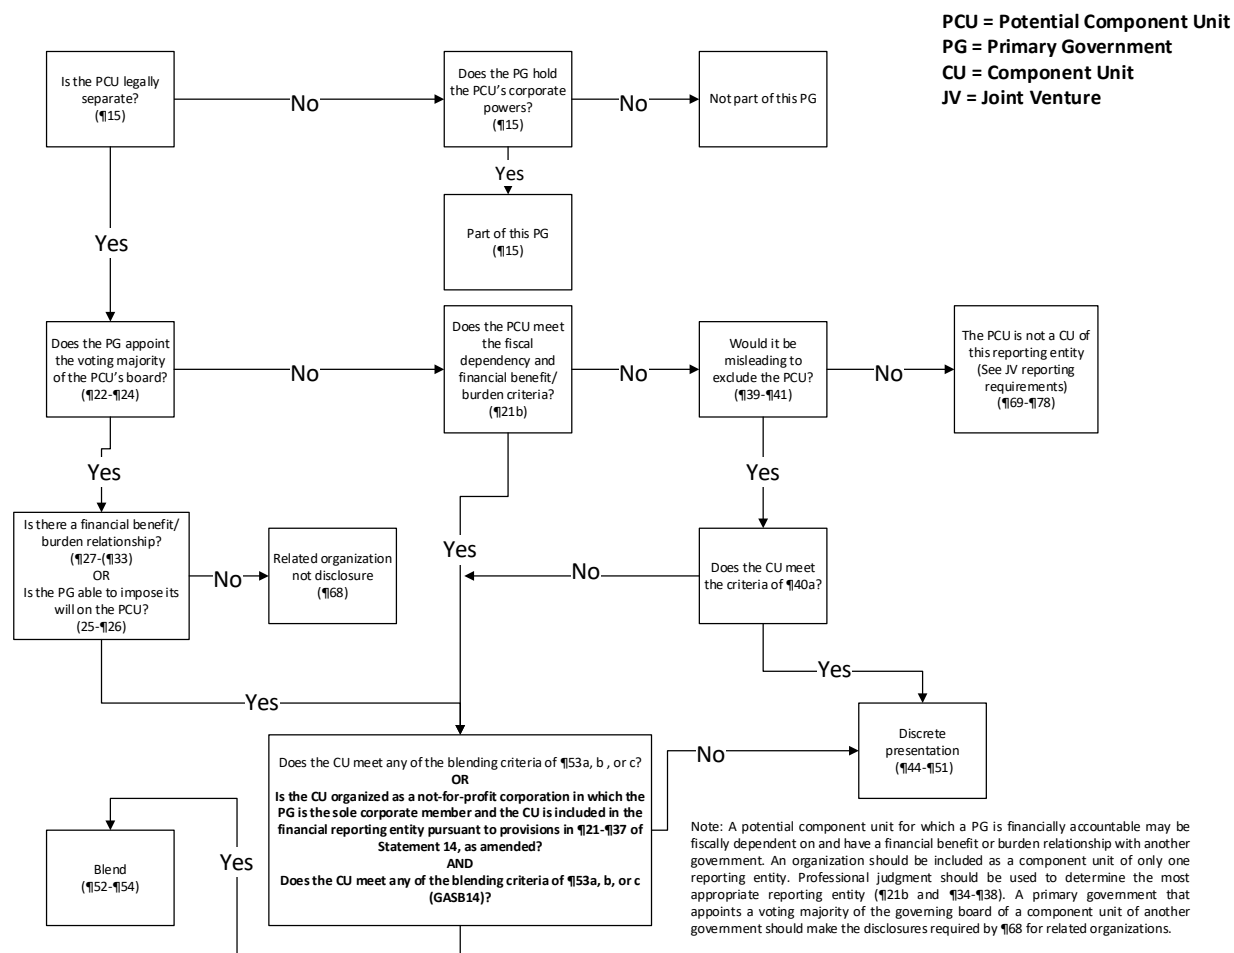 PCU = Potential Component Unit
PG = Primary Government
CU = Component Unit
JV = Joint Venture
Is the PCU legally
separate?
(¶15)
No
Does the PG hold
the PCU's corporate
powers?
(¶15)
No
Not part of this PG
Yes
Part of this PG
(¶15)
Yes
Does the PG appoint
the voting majority
of the PCU's board?
(¶22-¶24)
No
Does the PCU meet
the fiscal
dependency and
financial benefit/
burden criteria?
(¶21b)
No
Would it be
misleading to
exclude the PCU?
(¶39-¶41)
No
The PCU is not a CU of
this reporting entity
(See JV reporting
requirements)
(¶69-¶78)
Yes
Yes
Is there a financial benefit/
burden relationship?
(¶27-(¶33)
OR
Is the PG able to impose its
will on the PCU?
(25-¶26)
No
Related organization
not disclosure
(¶68)
Yes
No
Does the CU meet
the criteria of ¶40a?
Yes
Yes
Discrete
presentation
(¶44-¶51)
Does the CU meet any of the blending criteria of ¶53a, b , or c?
OR
Is the CU organized as a not-for-profit corporation in which the
PG is the sole corporate member and the CU is included in the
financial reporting entity pursuant to provisions in ¶21-¶37 of
Statement 14, as amended?
AND
Does the CU meet any of the blending criteria of ¶53a, b, or c
(GASB14)?
No
Yes
Blend
(¶52-¶54)
Note: A potential component unit for which a PG is financially accountable may be
fiscally dependent on and have a financial benefit or burden relationship with another
government. An organization should be included as a component unit of only one
reporting entity. Professional judgment should be used to determine the most
appropriate reporting entity (¶21b and ¶34-¶38). A primary government that
appoints a voting majority of the governing board of a component unit of another
government should make the disclosures required by ¶68 for related organizations.